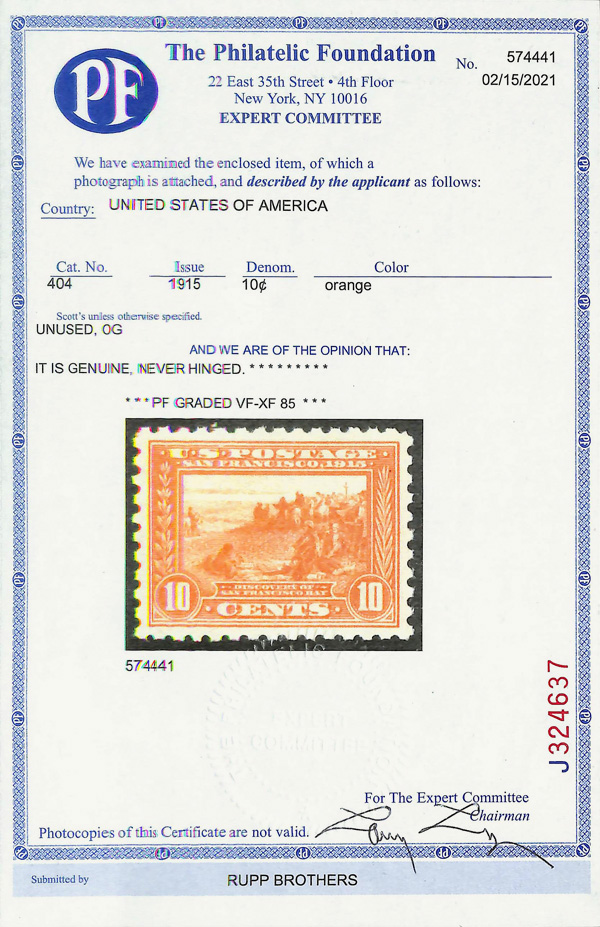 PF
The Philatelic Foundation
22 East 35th Street • 4th Floor
New York, NY 10016
EXPERT COMMITTEE
No. 574441
02/15/2021
We have examined the enclosed item, of which a
photograph is attached, and described by the applicant as follows:
Country: UNITED STATES OF AMERICA
Cat. No. Issue Denom. Color
404 1915 10¢ orange
Scott's unless otherwise specified.
UNUSED, OG
AND WE ARE OF THE OPINION THAT:
IT IS GENUINE, NEVER HINGED. * * * * * * * * *
* * * PF GRADED VF-XF 85 * * *
U.S. POSTAGE
SAN FRANCISCO, 1915
DISCOVERY OF
SAN FRANCISCO BAY
10 CENTS 10
574441
J324637
For The Expert Committee
Chairman
Photocopies of this Certificate are not valid.
Submitted by RUPP BROTHERS